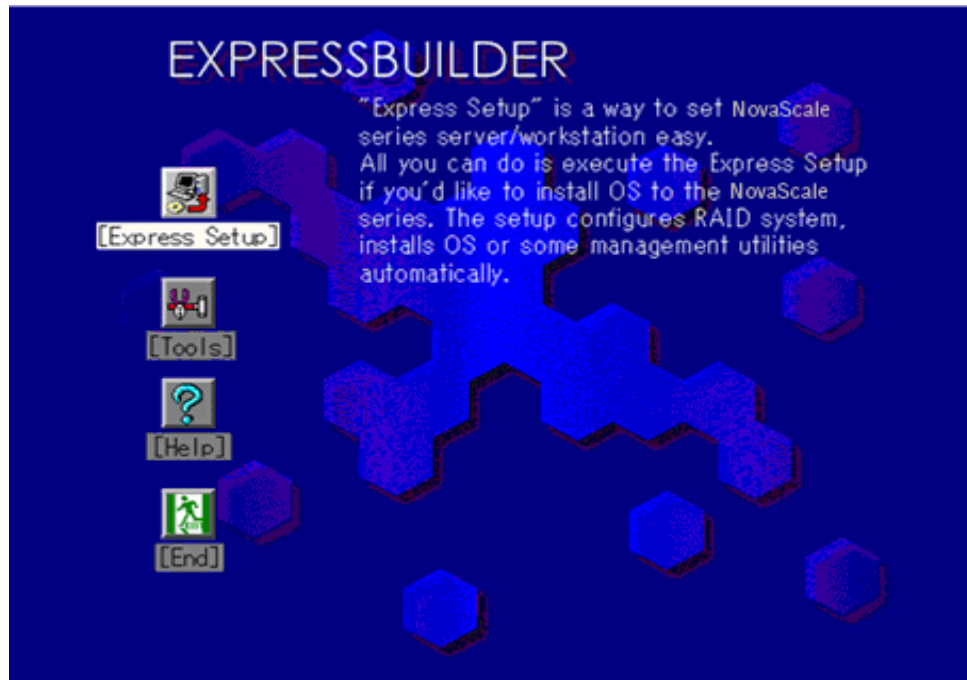 EXPRESSBUILDER
"Express Setup" is a way to set NovaScale
series server/workstation easy.
All you can do is execute the Express Setup
if you'd like to install OS to the NovaScale
series. The setup configures RAID system,
installs OS or some management utilities
automatically.
[Express Setup]
[Tools]
[Help]
[End]